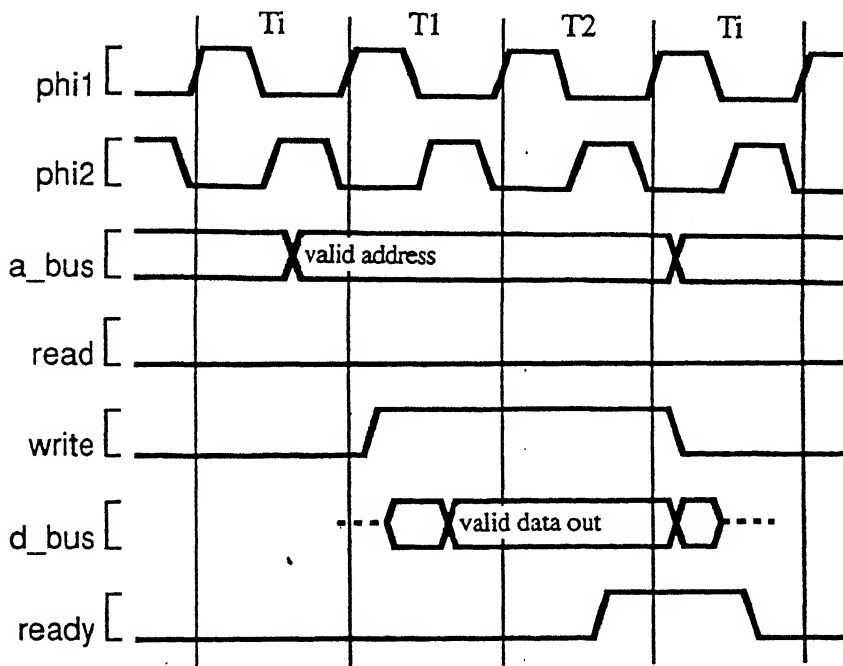 Ti T1 T2 Ti
phi1
phi2
a_bus valid address
read
write
d_bus valid data out
ready